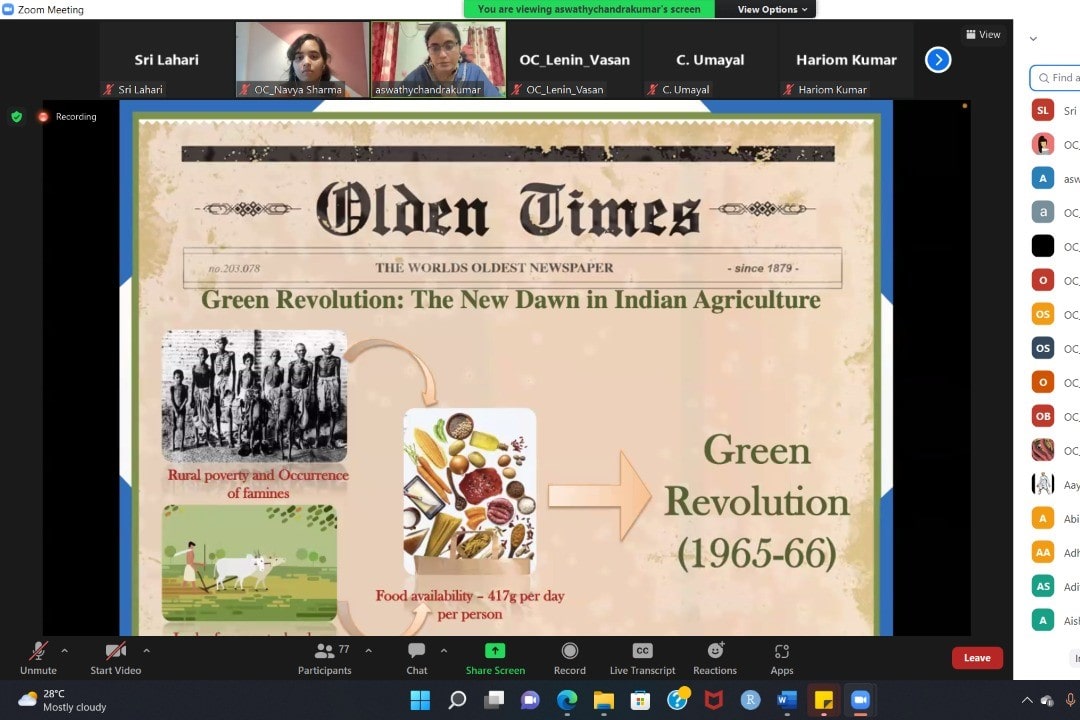 Zoom Meeting
You are viewing aswathychandrakumar's screen
View Options
View
Sri Lahari
OC_Lenin_Vasan
C. Umayal
Hariom Kumar
Sri Lahari
OC_Navya Sharma
aswathychandrakumar
OC_Lenin_Vasan
C. Umayal
Hariom Kumar
Recording
Find a
SL Sri
OC_
A asw
a OC_
OC_
O OC_
OS OC_
OS OC_
O OC_
OB OC_
OC_
Aay
A Abi
AA Adh
AS Adi
A Aish
Olden Times
no.203.078
THE WORLDS OLDEST NEWSPAPER
- since 1879 -
Green Revolution: The New Dawn in Indian Agriculture
Rural poverty and Occurrence
of famines
Food availability – 417g per day
per person
Green
Revolution
(1965-66)
Unmute
Start Video
Participants
77
Chat
Share Screen
Record
CC
Live Transcript
Reactions
Apps
Leave
28°C
Mostly cloudy